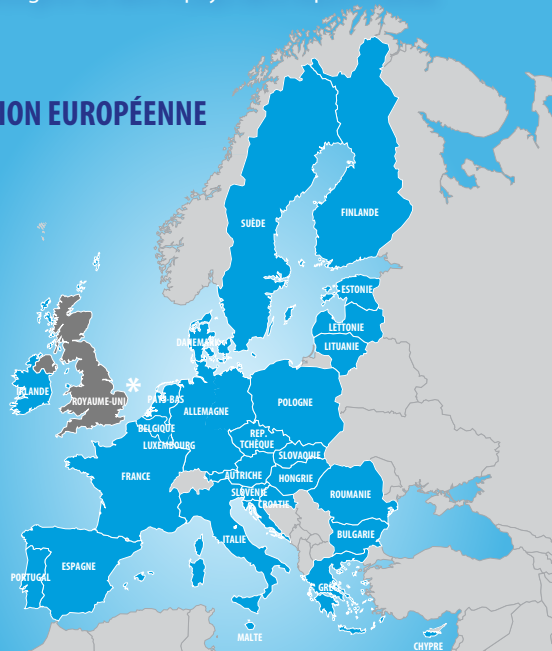 ION EUROPÉENNE
FINLANDE
SUÈDE
ESTONIE
LETTONIE
LITUANIE
DANEMARK
IRLANDE
ROYAUME-UNI
*
PAYS-BAS
ALLEMAGNE
POLOGNE
BELGIQUE
LUXEMBOURG
REP.
TCHÈQUE
SLOVAQUIE
FRANCE
AUTRICHE
HONGRIE
SLOVÉNIE
CROATIE
ROUMANIE
ITALIE
BULGARIE
PORTUGAL
ESPAGNE
GRÈCE
MALTE
CHYPRE